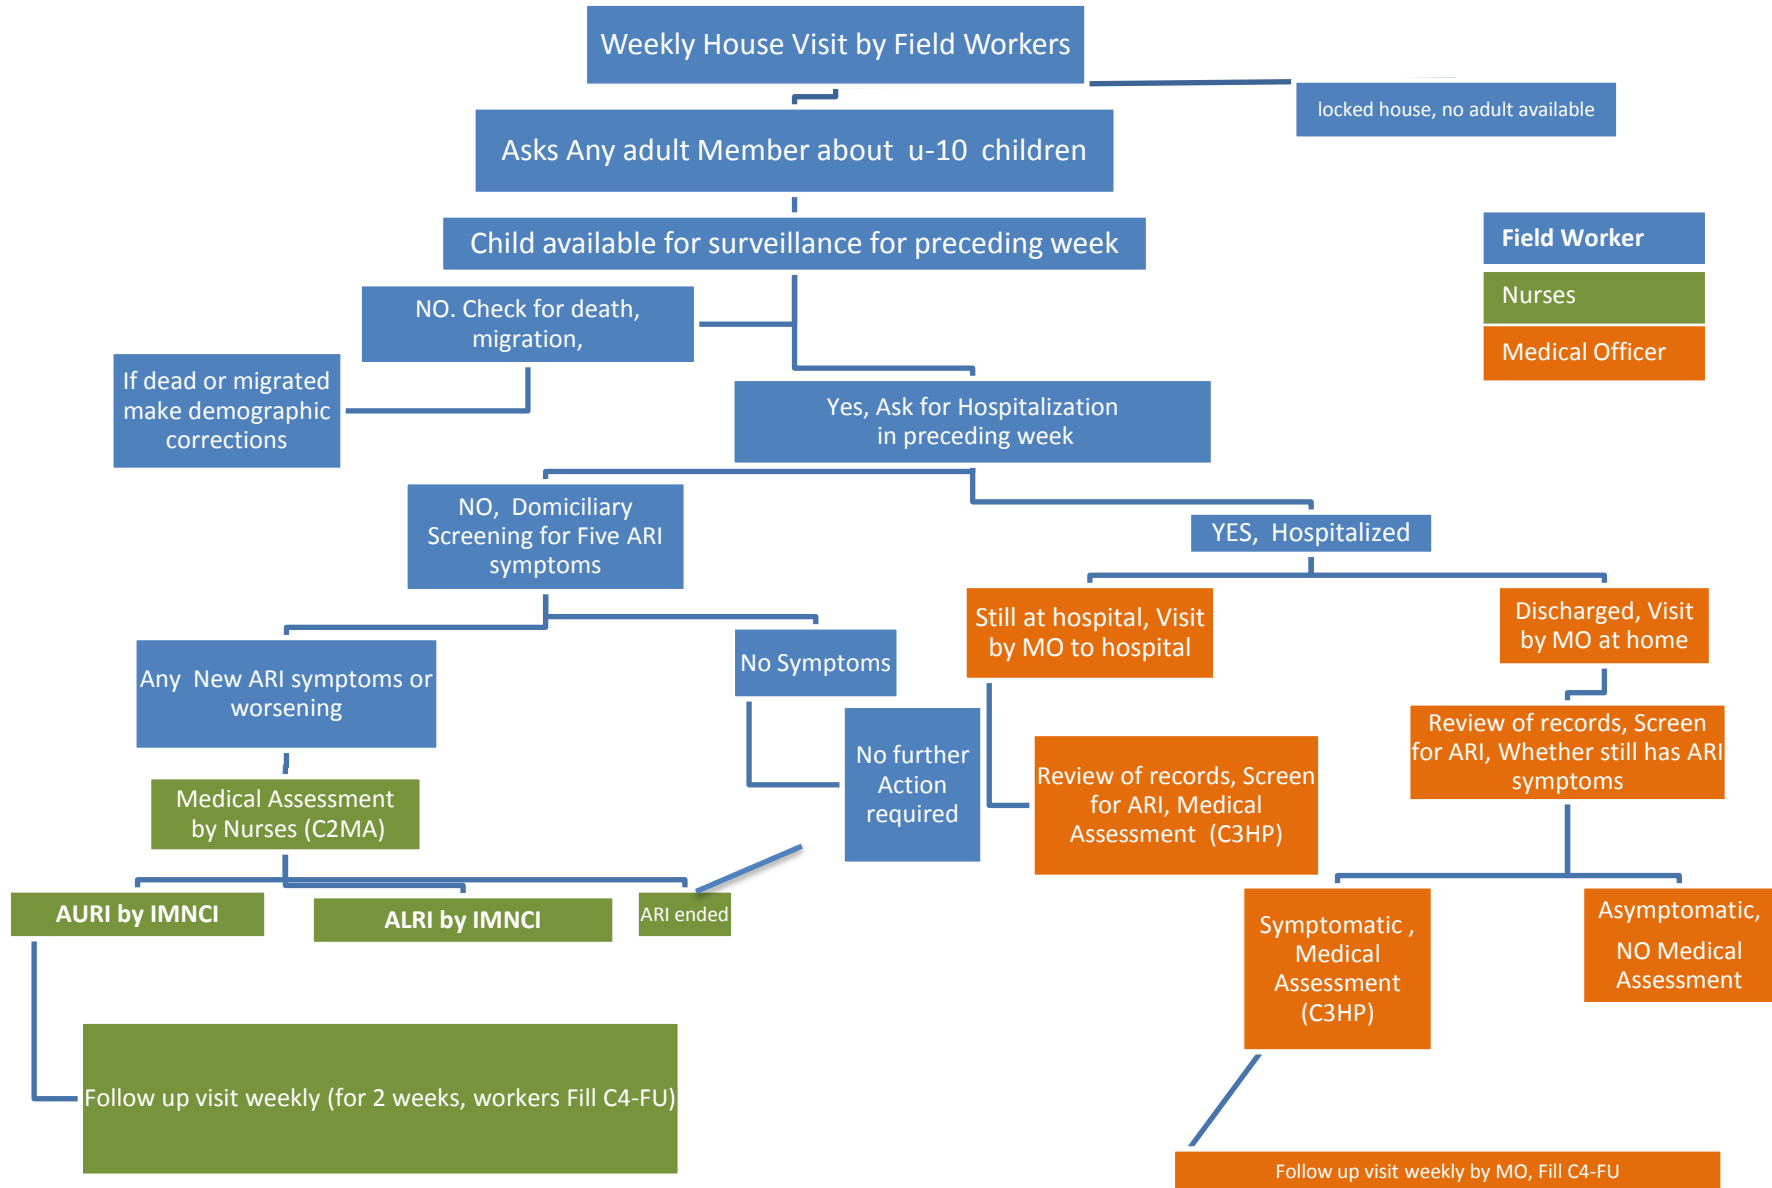 Weekly House Visit by Field Workers
locked house, no adult available
Asks Any adult Member about u-10 children
Child available for surveillance for preceding week
Field Worker
Nurses
Medical Officer
NO. Check for death,
migration,
If dead or migrated
make demographic
corrections
Yes, Ask for Hospitalization
in preceding week
NO, Domiciliary
Screening for Five ARI
symptoms
YES, Hospitalized
Still at hospital, Visit
by MO to hospital
Discharged, Visit
by MO at home
Any New ARI symptoms or
worsening
No Symptoms
No further
Action
required
Review of records, Screen
for ARI, Medical
Assessment (C3HP)
Review of records, Screen
for ARI, Whether still has ARI
symptoms
Medical Assessment
by Nurses (C2MA)
AURI by IMNCI
ALRI by IMNCI
ARI ended
Symptomatic ,
Medical
Assessment
(C3HP)
Asymptomatic,
NO Medical
Assessment
Follow up visit weekly (for 2 weeks, workers Fill C4-FU)
Follow up visit weekly by MO, Fill C4-FU